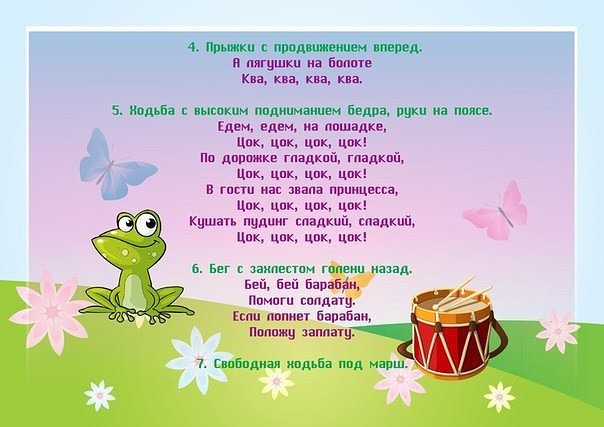 4. Прыжки с продвижением вперед.
А лягушки на болоте
Ква, ква, ква, ква.
5. Ходьба с высоким подниманием бедра, руки на поясе.
Едем, едем, на лошадке,
Цок, цок, цок, цок!
По дорожке гладкой, гладкой,
Цок, цок, цок, цок!
В гости нас звала принцесса,
Цок, цок, цок, цок!
Кушать пудинг сладкий, сладкий,
Цок, цок, цок, цок!
6. Бег с захлестом голени назад.
Бей, бей барабан,
Помоги солдату.
Если лопнет барабан,
Положу заплату.
7. Свободная ходьба под марш.